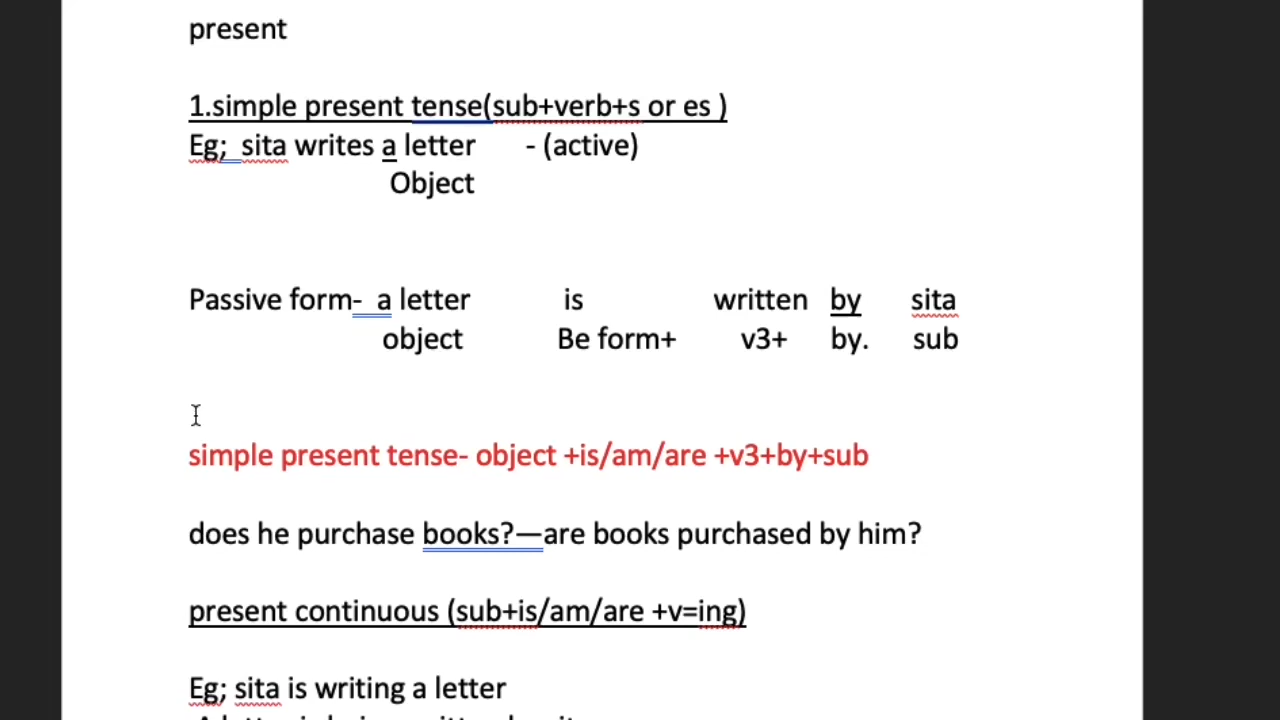 present
1.simple present tense(sub+verb+s or es )
Eg; sita writes a letter - (active)
Object
Passive form- a letter is written by sita
object Be form+ v3+ by. sub
simple present tense- object +is/am/are +v3+by+sub
does he purchase books?—are books purchased by him?
present continuous (sub+is/am/are +v=ing)
Eg; sita is writing a letter